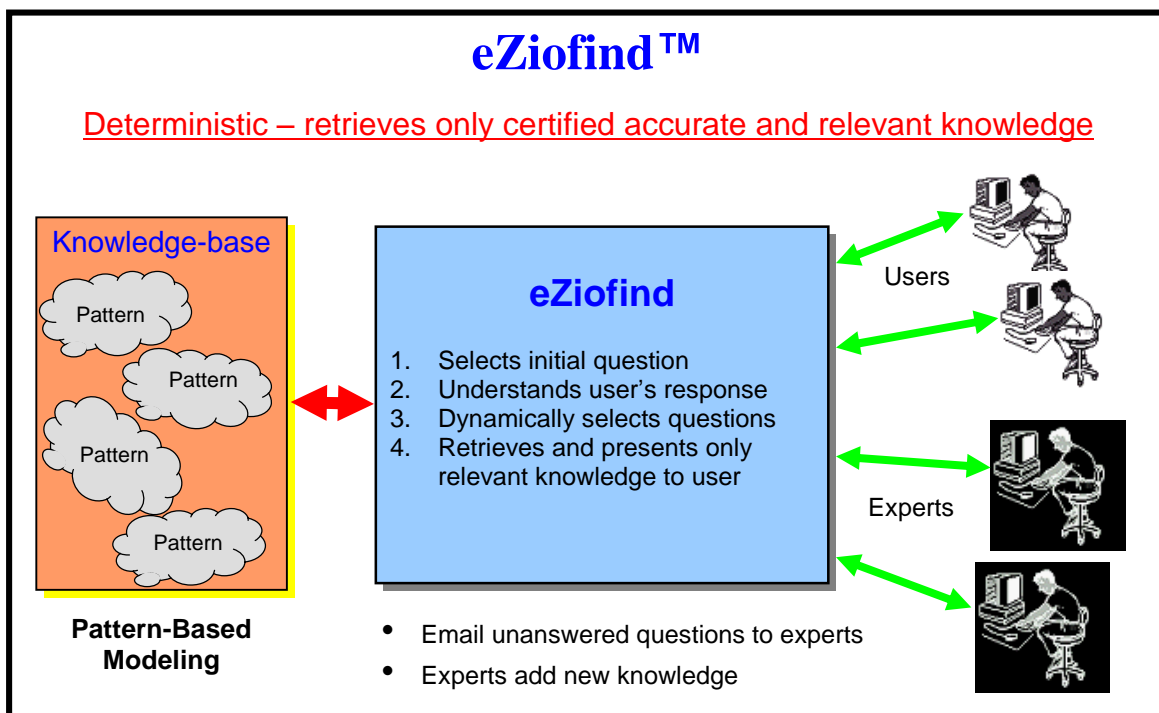 eZiofind™
Deterministic – retrieves only certified accurate and relevant knowledge
Knowledge-base
Pattern
Pattern
Pattern
Pattern
Pattern-Based
Modeling
eZiofind
1. Selects initial question
2. Understands user's response
3. Dynamically selects questions
4. Retrieves and presents only
relevant knowledge to user
Users
Experts
• Email unanswered questions to experts
• Experts add new knowledge